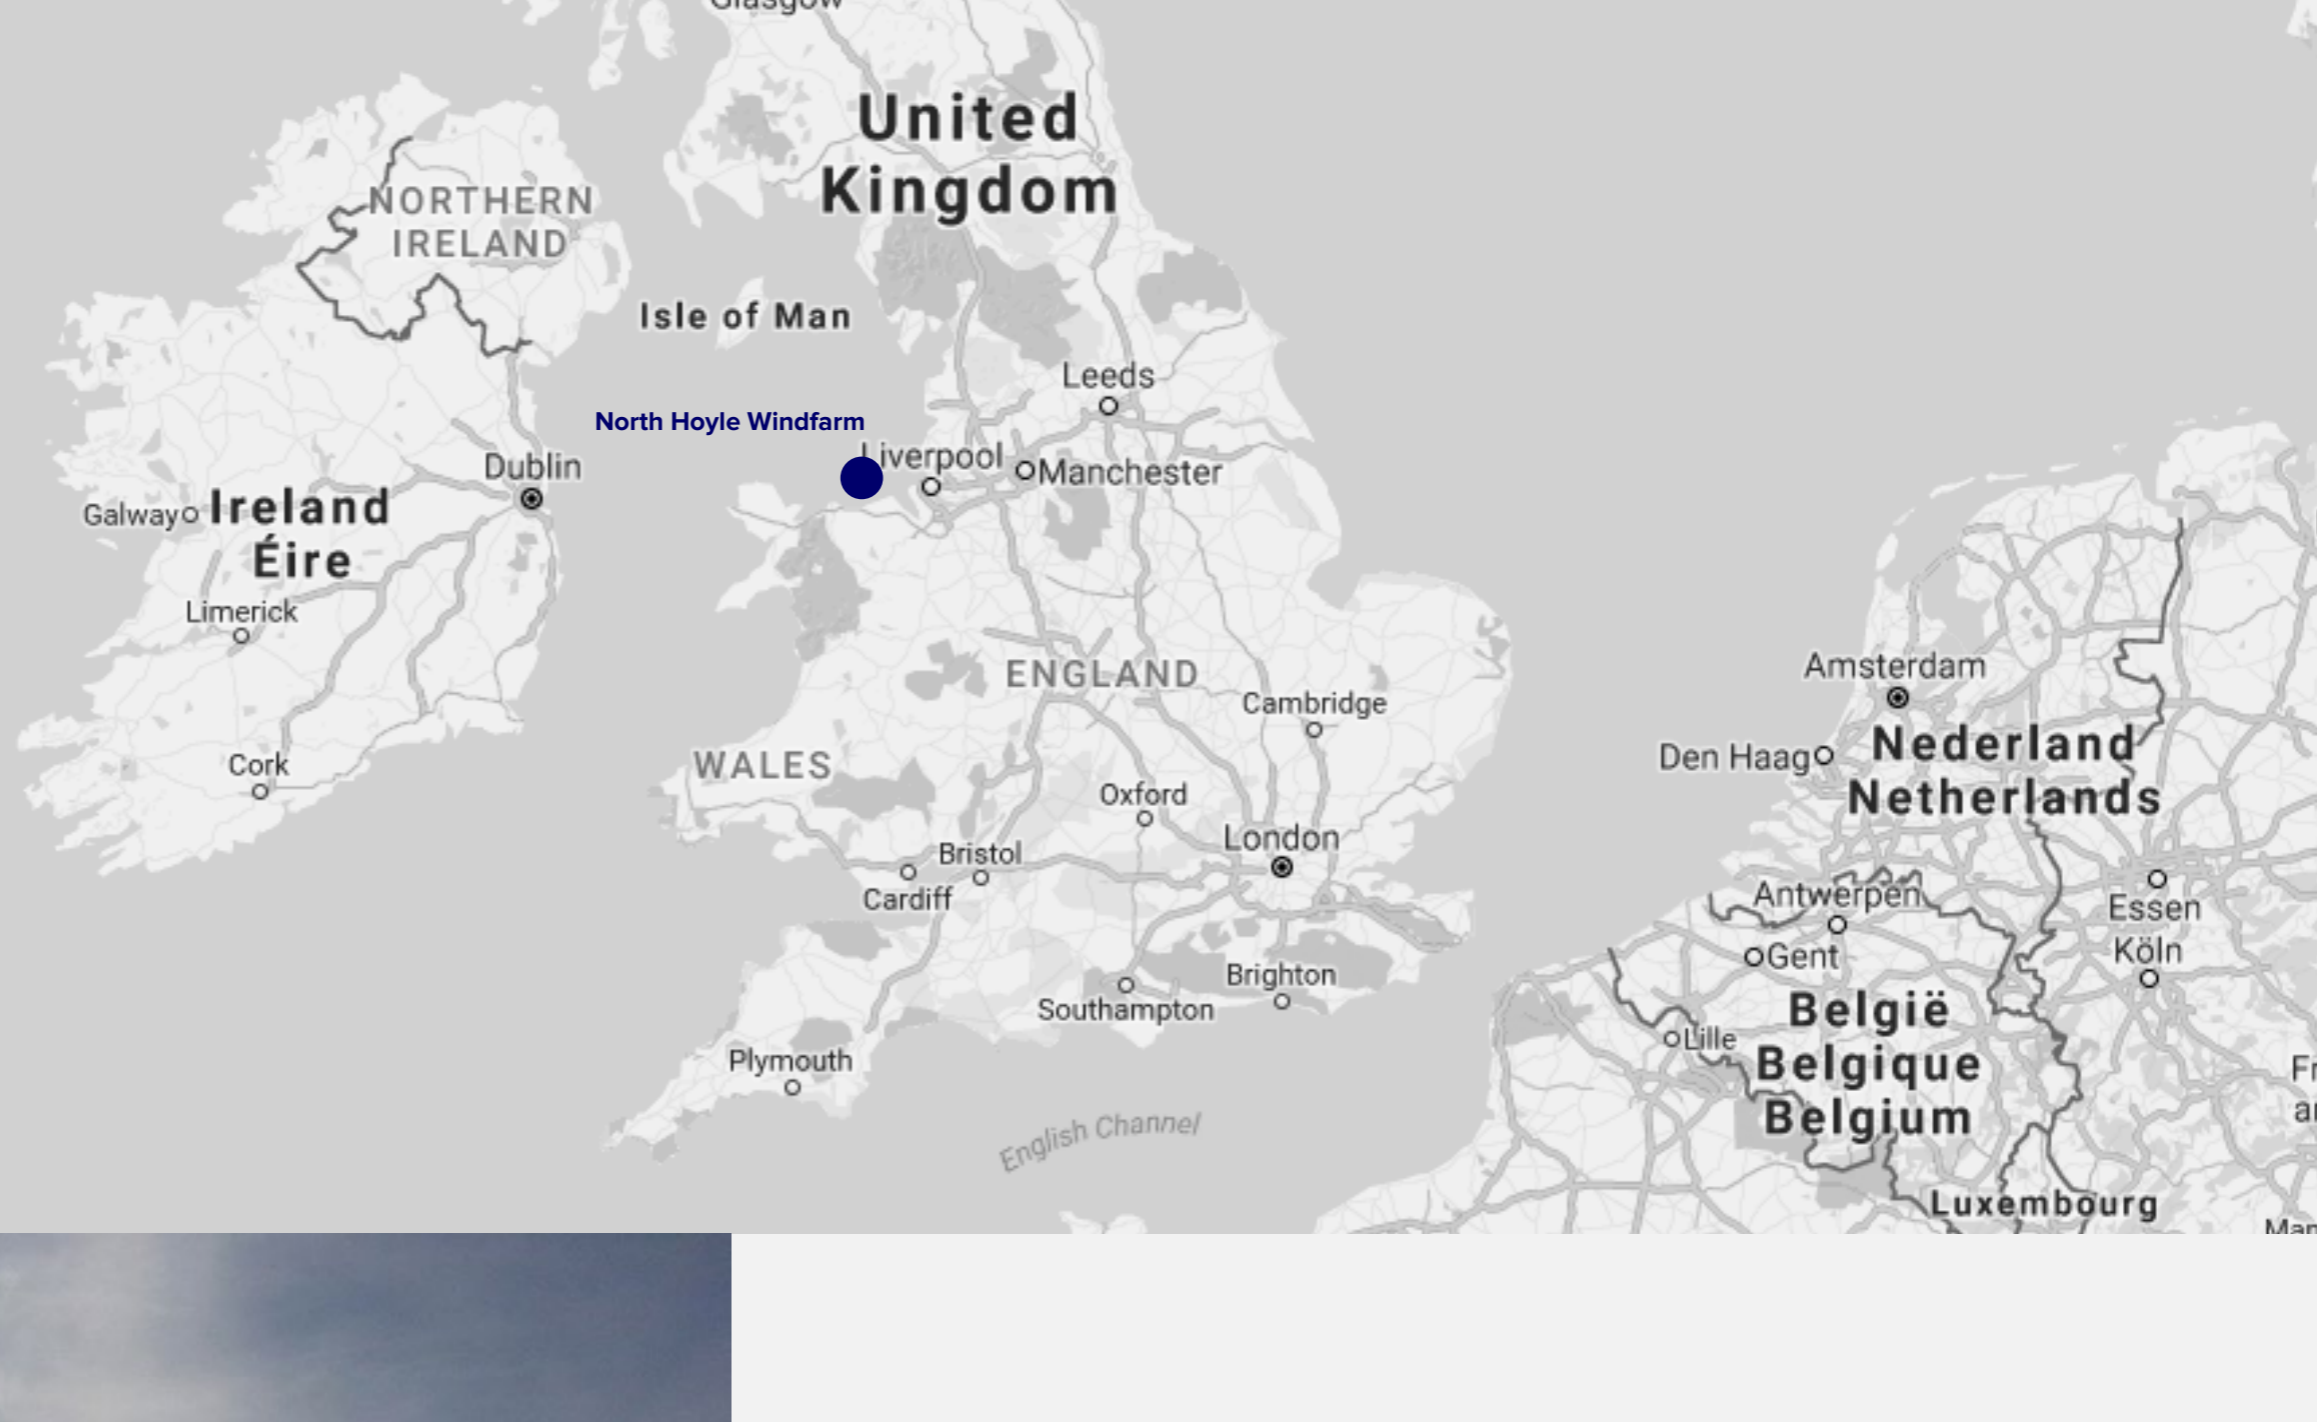 Glasgow
United
Kingdom
NORTHERN
IRELAND
Isle of Man
Leeds
North Hoyle Windfarm
Liverpool
Manchester
Dublin
Galway
Ireland
Éire
Limerick
Cork
ENGLAND
Cambridge
WALES
Oxford
London
Bristol
Cardiff
Brighton
Southampton
Plymouth
English Channel
Amsterdam
Den Haag
Nederland
Netherlands
Antwerpen
Essen
Gent
Köln
België
Belgique
Belgium
Lille
Luxembourg